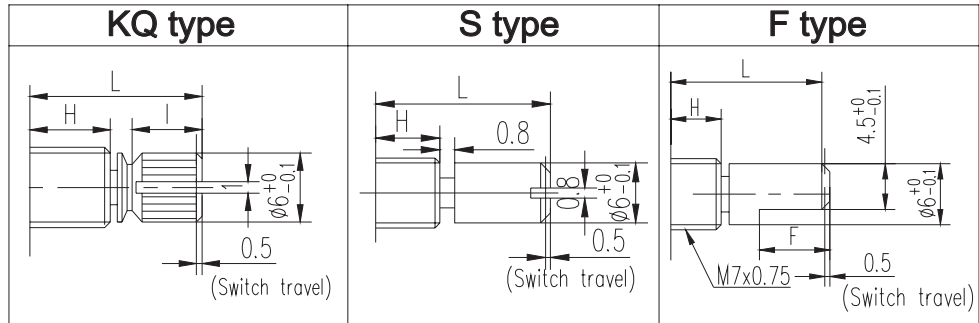 KQ type
S type
F type
L
H
I
1
ø6+0-0.1
0.5
(Switch travel)
L
H
0.8
0.8
ø6+0-0.1
0.5
(Switch travel)
L
H
4.5+0-0.1
ø6+0-0.1
F
M7x0.75
0.5
(Switch travel)